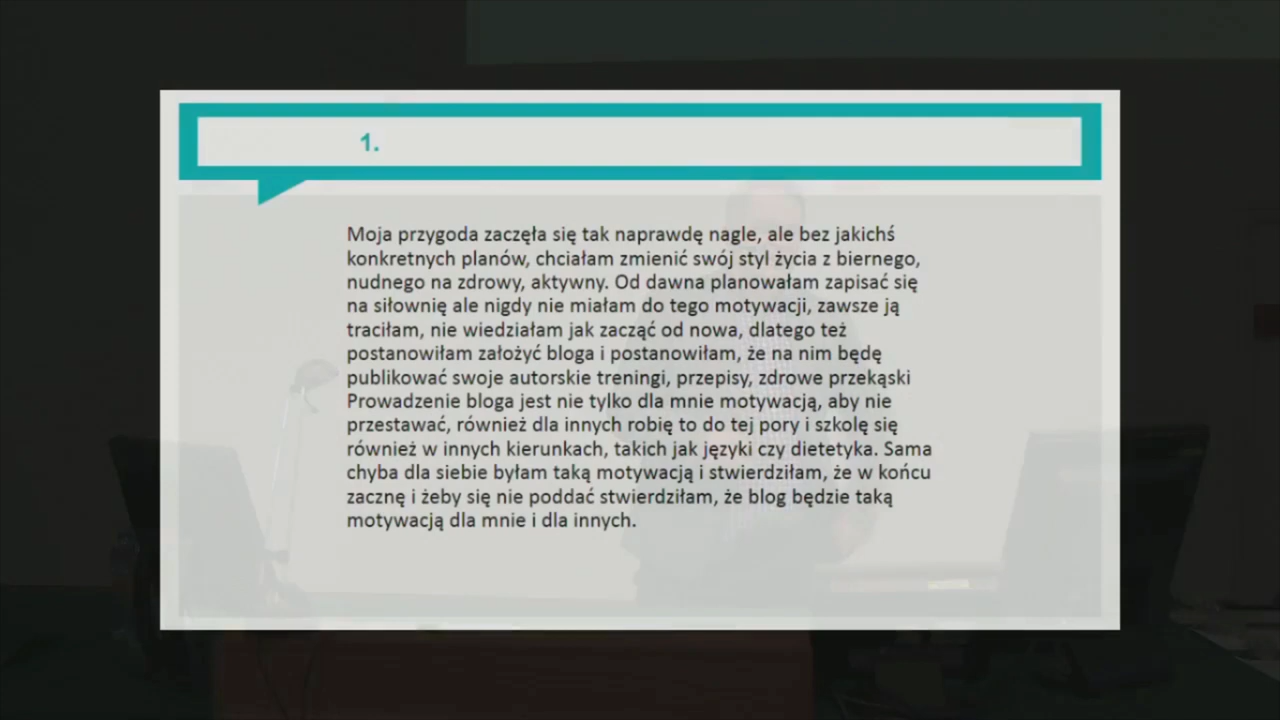 1.
Moja przygoda zaczęła się tak naprawdę nagle, ale bez jakichś
konkretnych planów, chciałam zmienić swój styl życia z biernego,
nudnego na zdrowy, aktywny. Od dawna planowałam zapisać się
na siłownię ale nigdy nie miałam do tego motywacji, zawsze ją
traciłam, nie wiedziałam jak zacząć od nowa, dlatego też
postanowiłam założyć bloga i postanowiłam, że na nim będę
publikować swoje autorskie treningi, przepisy, zdrowe przekąski
Prowadzenie bloga jest nie tylko dla mnie motywacją, aby nie
przestawać, również dla innych robię to do tej pory i szkolę się
również w innych kierunkach, takich jak języki czy dietetyka. Sama
chyba dla siebie byłam taką motywacją i stwierdziłam, że w końcu
zacznę i żeby się nie poddać stwierdziłam, że blog będzie taką
motywacją dla mnie i dla innych.